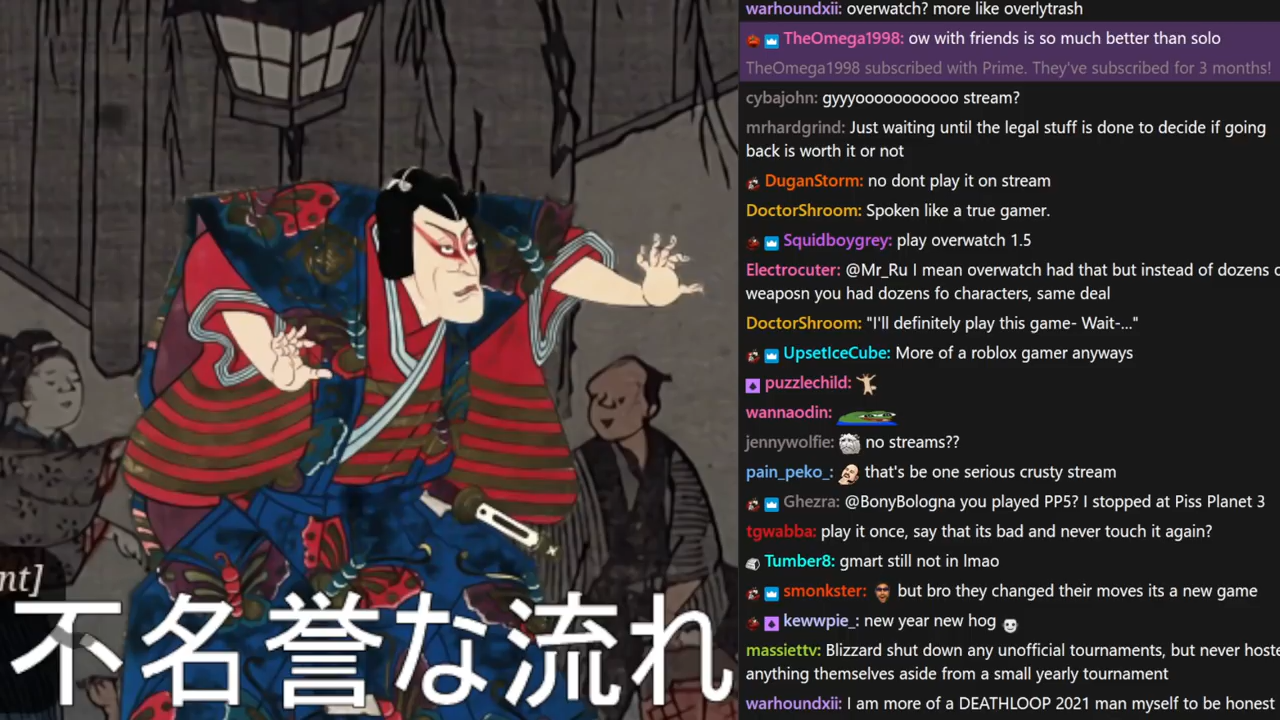 warhoundxii: overwatch? more like overlytrash
TheOmega1998: ow with friends is so much better than solo
TheOmega1998 subscribed with Prime. They've subscribed for 3 months!
cybajohn: gyyyooooooooooo stream?
mrhardgrind: Just waiting until the legal stuff is done to decide if going
back is worth it or not
DuganStorm: no dont play it on stream
DoctorShroom: Spoken like a true gamer.
Squidboygrey: play overwatch 1.5
Electrocuter: @Mr_Ru I mean overwatch had that but instead of dozens o
weaposn you had dozens fo characters, same deal
DoctorShroom: "I'll definitely play this game- Wait-..."
UpsetIceCube: More of a roblox gamer anyways
puzzlechild:
wannaodin:
jennywolfie: no streams??
pain_peko_: that's be one serious crusty stream
Ghezra: @BonyBologna you played PP5? I stopped at Piss Planet 3
tgwabba: play it once, say that its bad and never touch it again?
Tumber8: gmart still not in lmao
smonkster: but bro they changed their moves its a new game
kewwpie_: new year new hog
massiettv: Blizzard shut down any unofficial tournaments, but never hoste
anything themselves aside from a small yearly tournament
warhoundxii: I am more of a DEATHLOOP 2021 man myself to be honest
nt]
不名誉な流れ